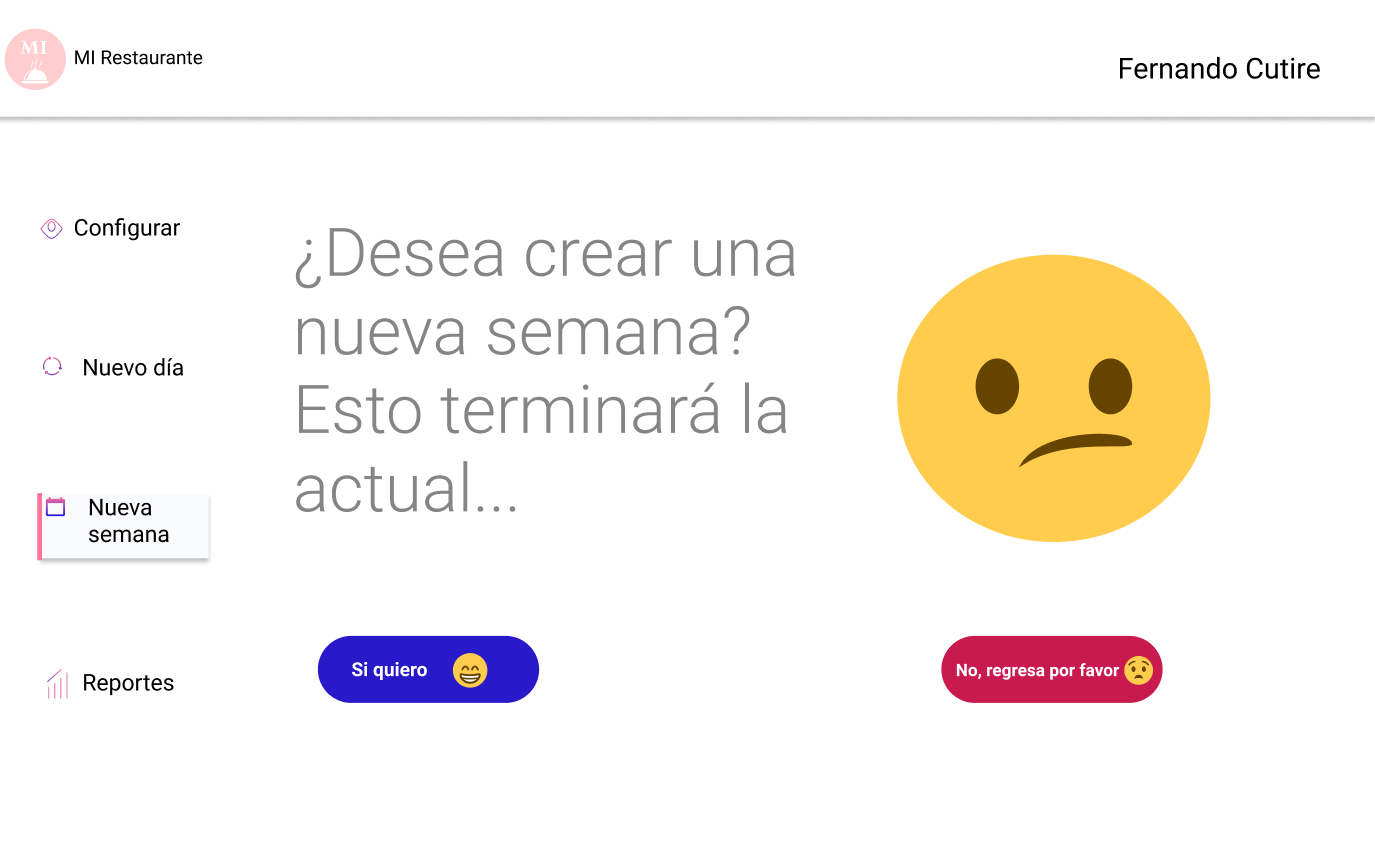 MI
MI Restaurante
Fernando Cutire
Configurar
Nuevo día
Nueva
semana
Reportes
¿Desea crear una
nueva semana?
Esto terminará la
actual...
Si quiero
No, regresa por favor